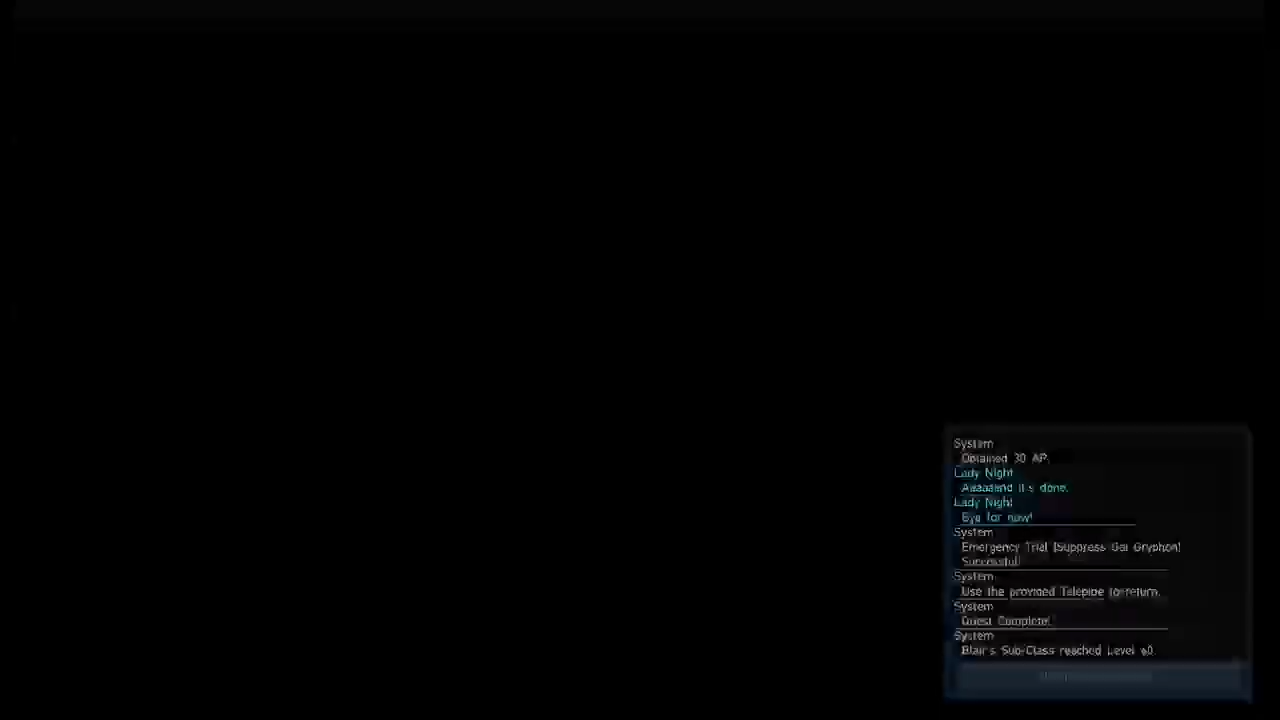 System
Obtained 30 AP.
Lady Night
Aaaaaand it's done.
Lady Night
Bye for now!
System
Emergency Trial [Suppress Gal Gryphon]
Successful!
System
Use the provided Telepipe to return.
System
Quest Complete!
System
Blair's Sub-Class reached Level